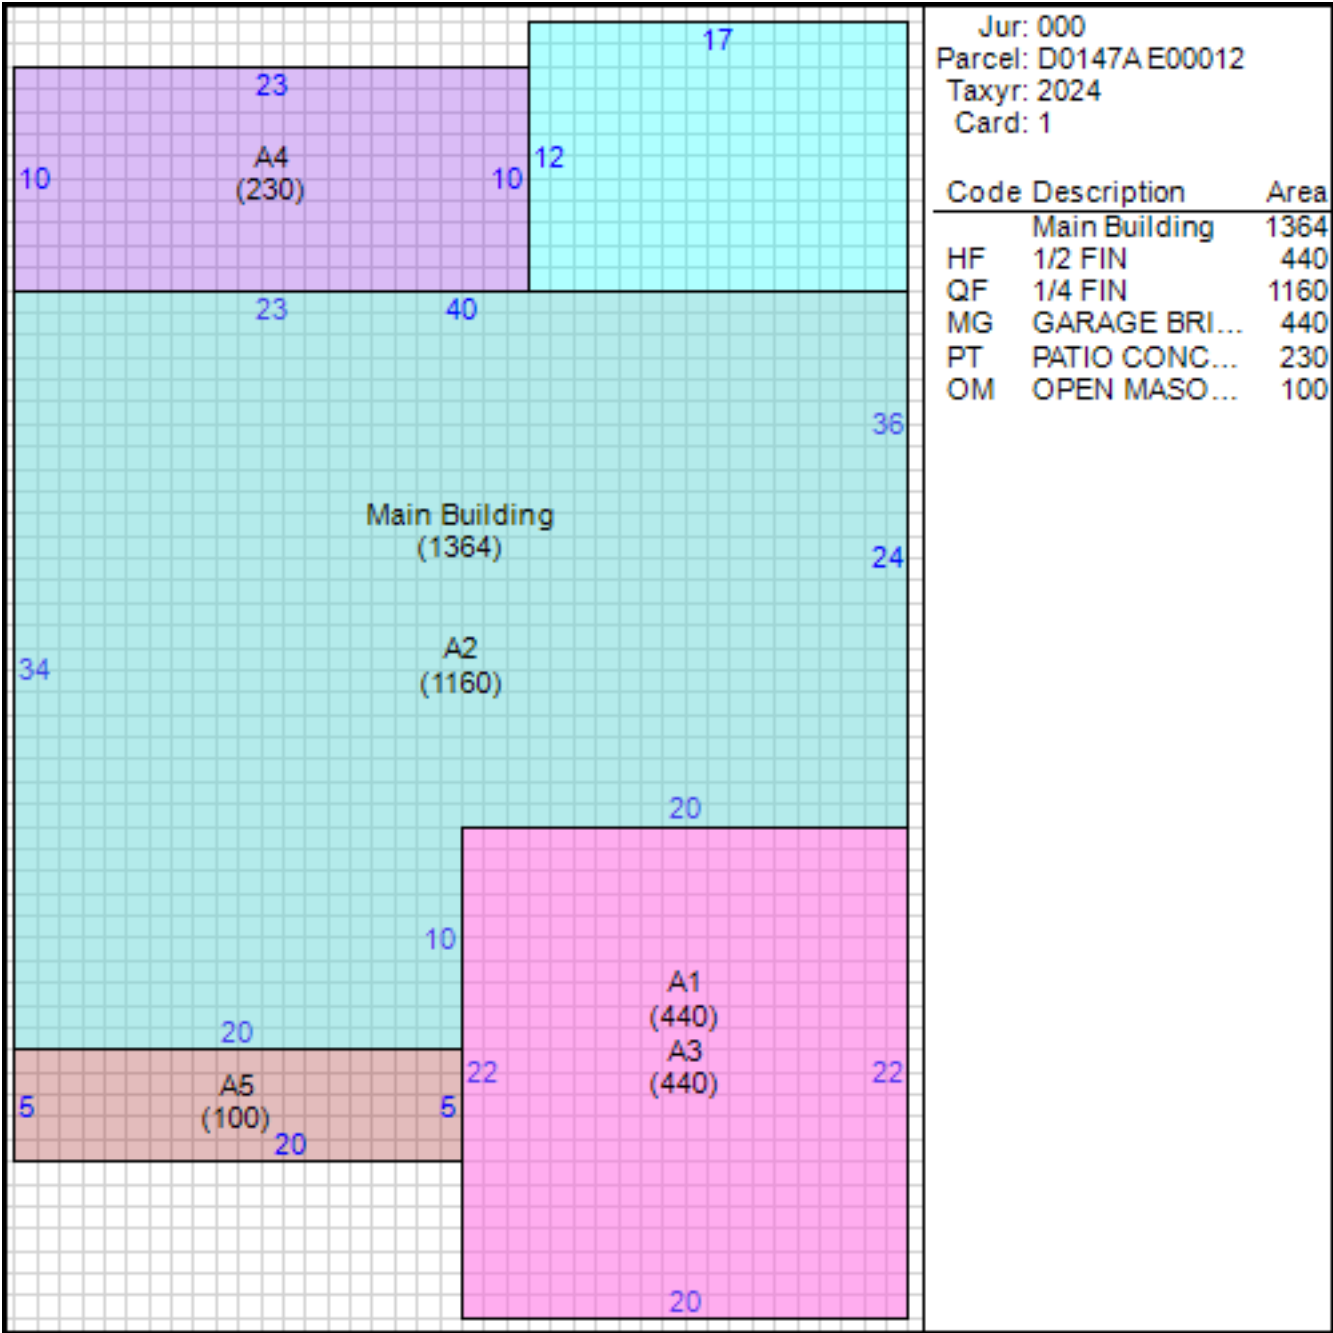 17
23
A4
(230)
10
10
12
23
40
36
Main Building
(1364)
24
A2
(1160)
34
20
10
A1
(440)
A3
(440)
20
22
22
A5
(100)
5
5
20
20
Jur: 000
Parcel: D0147A E00012
Taxyr: 2024
Card: 1
Code Description Area
Main Building 1364
HF 1/2 FIN 440
QF 1/4 FIN 1160
MG GARAGE BRI... 440
PT PATIO CONC... 230
OM OPEN MASO... 100